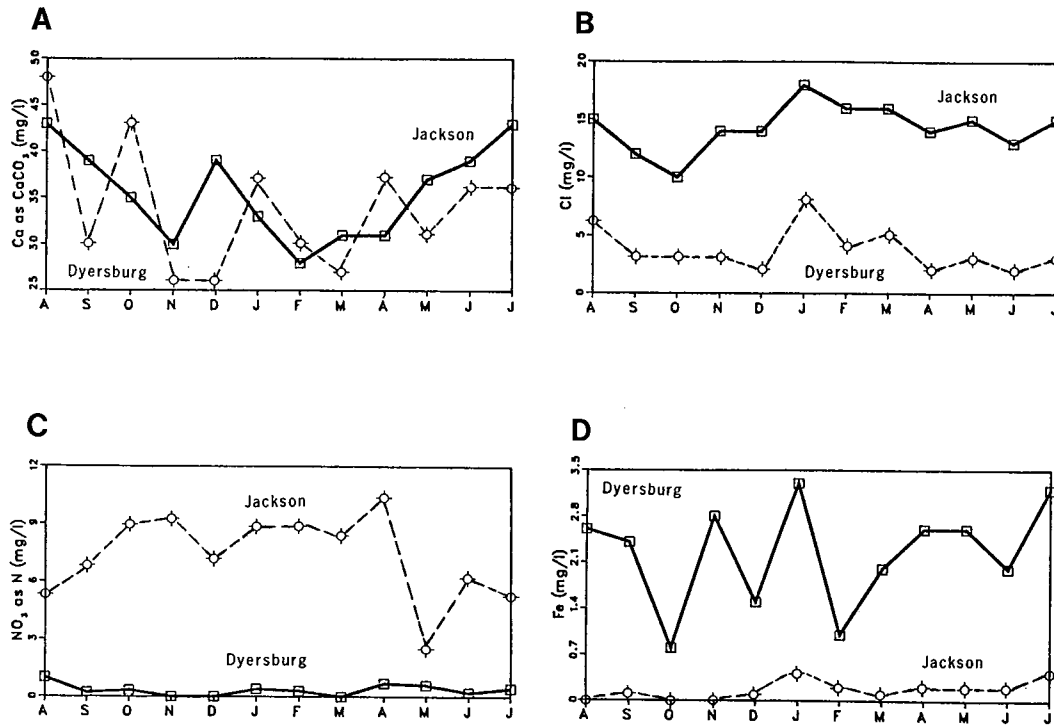 A
Ca as CaCO₃ (mg/l)
50
45
40
35
30
25
Jackson
Dyersburg
A S O N D J F M A M J J
B
Cl (mg/l)
20
15
10
5
0
Jackson
Dyersburg
A S O N D J F M A M J J
C
NO₃ as N (mg/l)
12
9
6
3
0
Jackson
Dyersburg
A S O N D J F M A M J J
D
Fe (mg/l)
3.5
2.8
2.1
1.4
0.7
0
Dyersburg
Jackson
A S O N D J F M A M J J